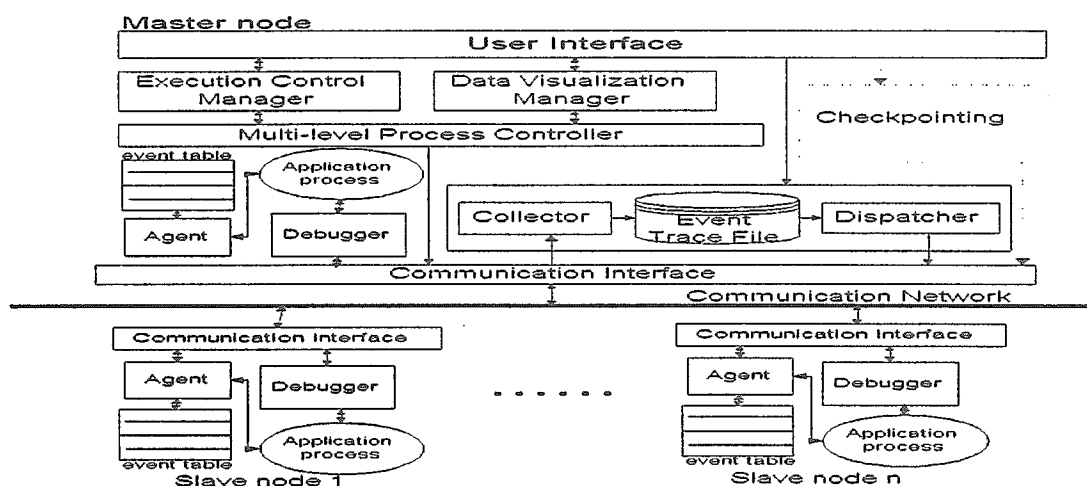 Master node
User Interface
Execution Control
Manager
Data Visualization
Manager
Checkpointing
Multi-level Process Controller
event table
Application
process
Agent
Debugger
Collector
Event
Trace File
Dispatcher
Communication Interface
Communication Network
Communication Interface
Agent
Debugger
Application
process
event table
Slave node 1
Communication Interface
Agent
Debugger
Application
process
event table
Slave node n